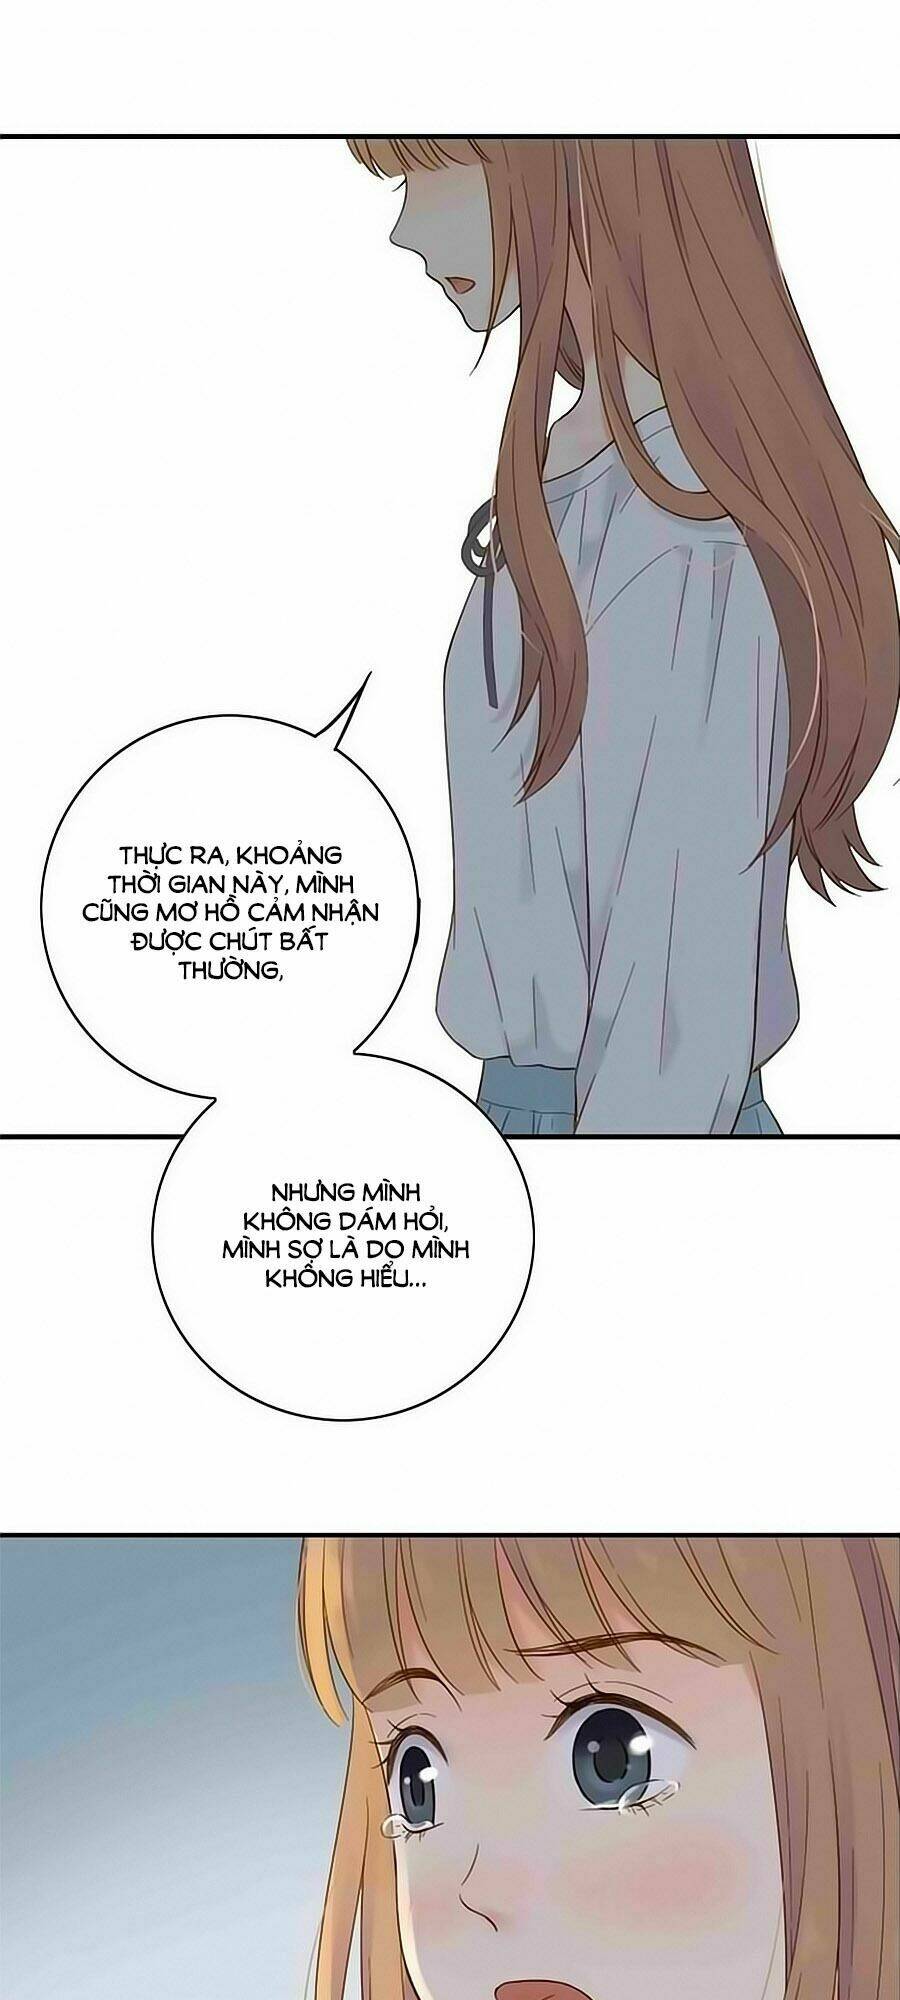 THỰC RA, KHOẢNG
THỜI GIAN NÀY, MÌNH
CŨNG MƠ HỒ CẢM NHẬN
ĐƯỢC CHÚT BẤT
THƯỜNG,
NHƯNG MÌNH
KHÔNG DÁM HỎI,
MÌNH SỢ LÀ DO MÌNH
KHÔNG HIỂU...